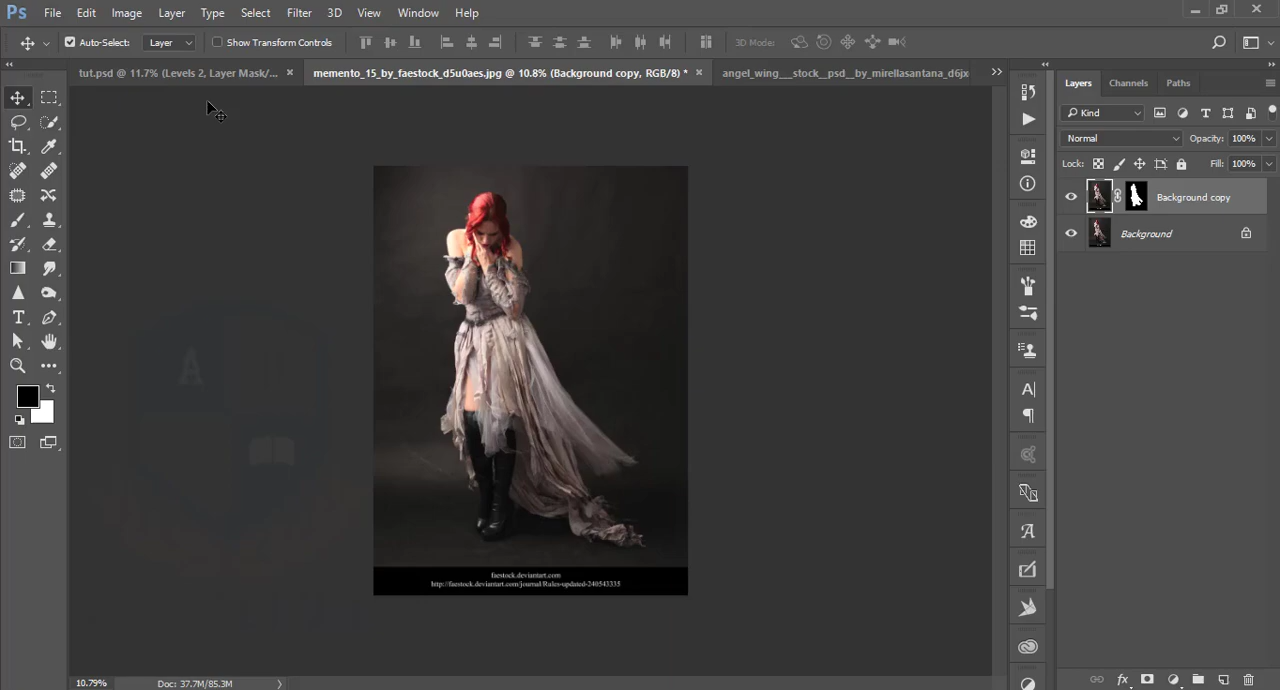 Ps File Edit Image Layer Type Select Filter 3D View Window Help
Auto-Select: Layer Show Transform Controls 3D Mode:
tut.psd @ 11.7% (Levels 2, Layer Mask/... × memento_15_by_faestock_d5u0aes.jpg @ 10.8% (Background copy, RGB/8) * × angel_wing___stock__psd__by_mirellasantana_d6jx
Layers Channels Paths
Kind
Normal Opacity: 100%
Lock: Fill: 100%
Background copy
Background
A
faestock.deviantart.com
http://faestock.deviantart.com/journal/Rules-updated-240543335
10.79% Doc: 37.7M/85.3M